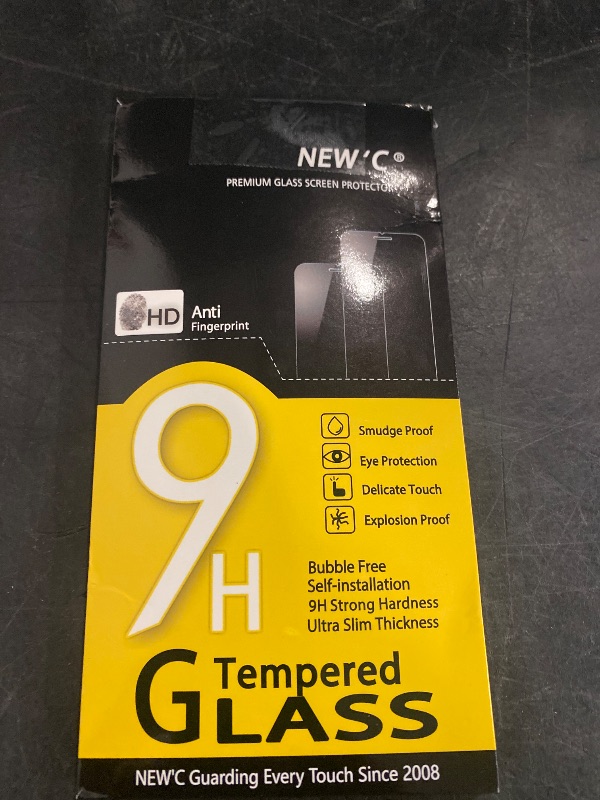 NEW'C®
PREMIUM GLASS SCREEN PROTECTOR
HD
Anti
Fingerprint
9H
Smudge Proof
Eye Protection
Delicate Touch
Explosion Proof
Bubble Free
Self-installation
9H Strong Hardness
Ultra Slim Thickness
Tempered
GLASS
NEW'C Guarding Every Touch Since 2008